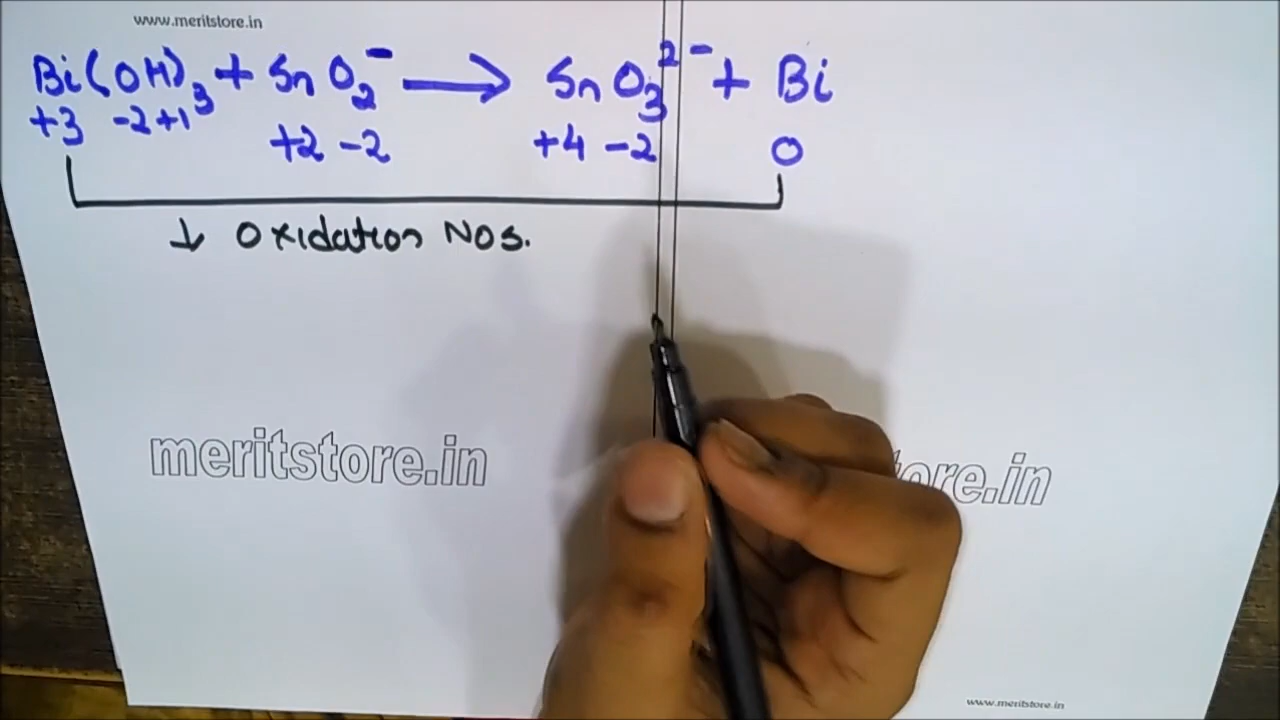 www.meritstore.in
Bi(OH)₃ + SnO₂⁻ ⟶ SnO₃²⁻ + Bi
+3 -2+1 +2 -2 +4 -2 0
↓ Oxidation Nos.
meritstore.in
ore.in
www.meritstore.in